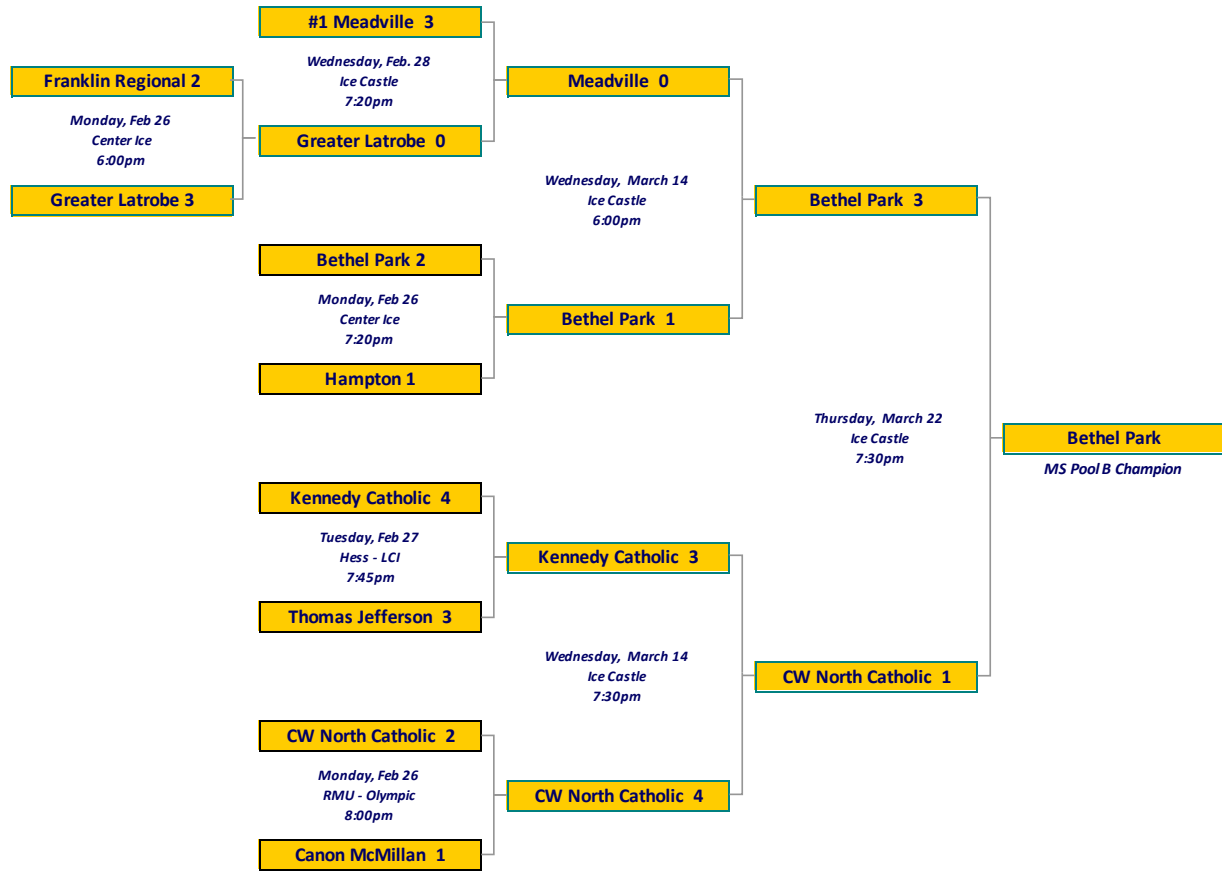 #1 Meadville 3
Wednesday, Feb. 28
Ice Castle
7:20pm
Franklin Regional 2
Monday, Feb 26
Center Ice
6:00pm
Greater Latrobe 3
Greater Latrobe 0
Meadville 0
Wednesday, March 14
Ice Castle
6:00pm
Bethel Park 2
Monday, Feb 26
Center Ice
7:20pm
Hampton 1
Bethel Park 1
Bethel Park 3
Thursday, March 22
Ice Castle
7:30pm
Bethel Park
MS Pool B Champion
Kennedy Catholic 4
Tuesday, Feb 27
Hess - LCI
7:45pm
Thomas Jefferson 3
Kennedy Catholic 3
Wednesday, March 14
Ice Castle
7:30pm
CW North Catholic 1
CW North Catholic 2
Monday, Feb 26
RMU - Olympic
8:00pm
Canon McMillan 1
CW North Catholic 4